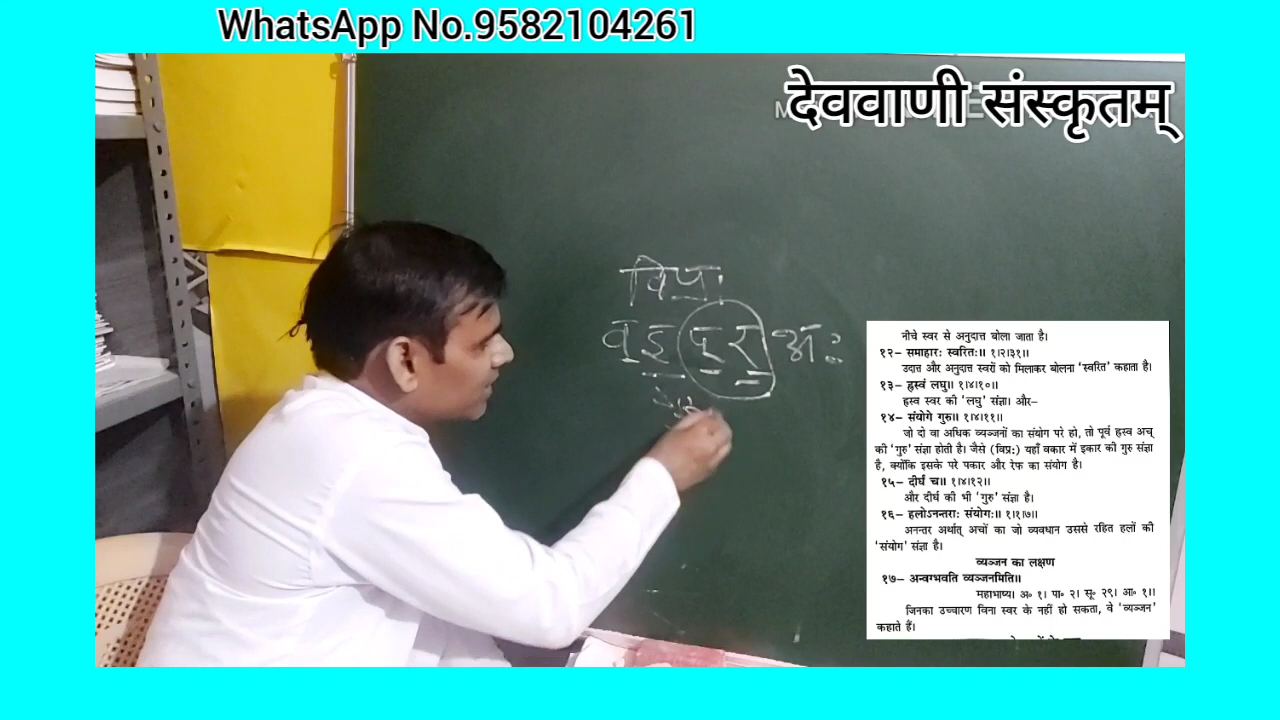 WhatsApp No.9582104261
देववाणी संस्कृतम्
विप्रः
व् इ प् र् अः
नीचे स्वर से अनुदात्त बोला जाता है।
१२– समाहारः स्वरितः॥ १।२।३१॥
उदात्त और अनुदात्त स्वरों को मिलाकर बोलना 'स्वरित' कहाता है।
१३– ह्रस्वं लघु॥ १।४।१०॥
ह्रस्व स्वर की 'लघु' संज्ञा। और–
१४– संयोगे गुरु॥ १।४।११॥
जो दो वा अधिक व्यञ्जनों का संयोग परे हो, तो पूर्व ह्रस्व अच्
की 'गुरु' संज्ञा होती है। जैसे (विप्रः) यहाँ वकार में इकार की गुरु संज्ञा
है, क्योंकि इसके परे पकार और रेफ का संयोग है।
१५– दीर्घं च॥ १।४।१२॥
और दीर्घ की भी 'गुरु' संज्ञा है।
१६– हलोऽनन्तराः संयोगः॥ १।१।७॥
अनन्तर अर्थात् अचों का जो व्यवधान उससे रहित हलों की
'संयोग' संज्ञा है।
व्यञ्जन का लक्षण
१७– अन्वग्भवति व्यञ्जनमिति॥
महाभाष्य। अ० १। पा० २। सू० २९। आ० १॥
जिनका उच्चारण विना स्वर के नहीं हो सकता, वे 'व्यञ्जन'
कहाते हैं।